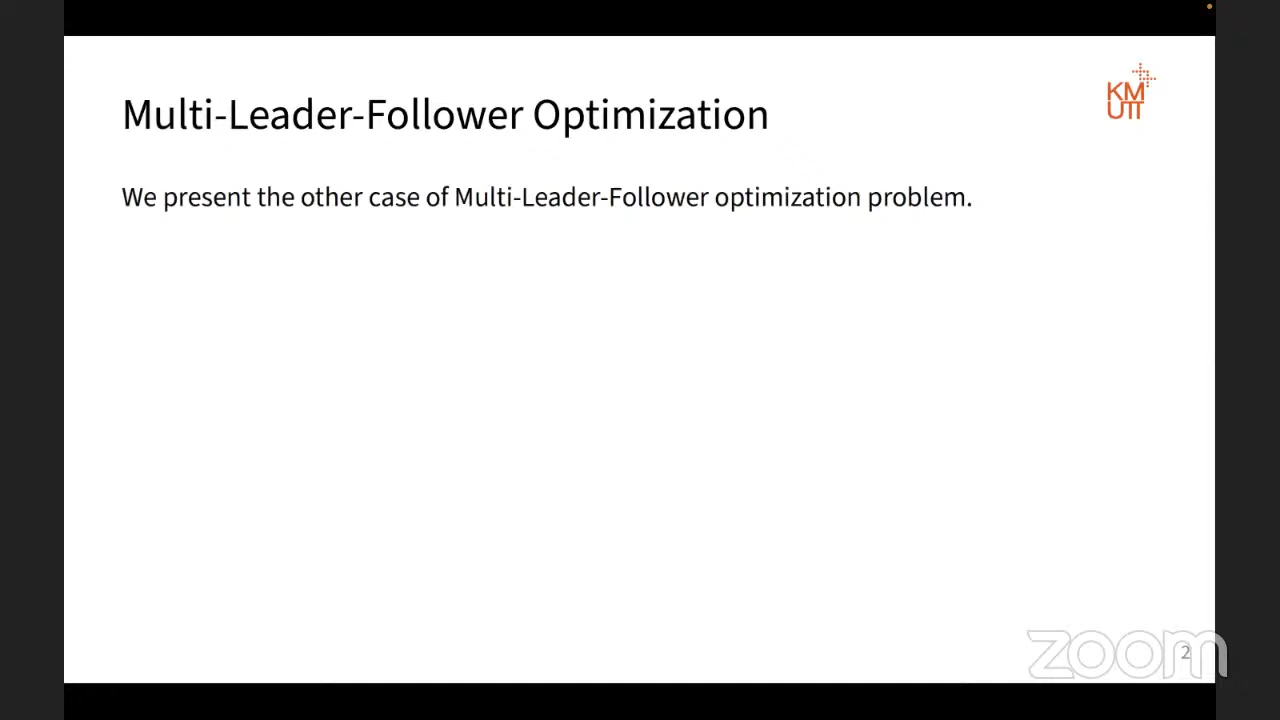 KM
UTT
Multi-Leader-Follower Optimization
We present the other case of Multi-Leader-Follower optimization problem.
zoom
2